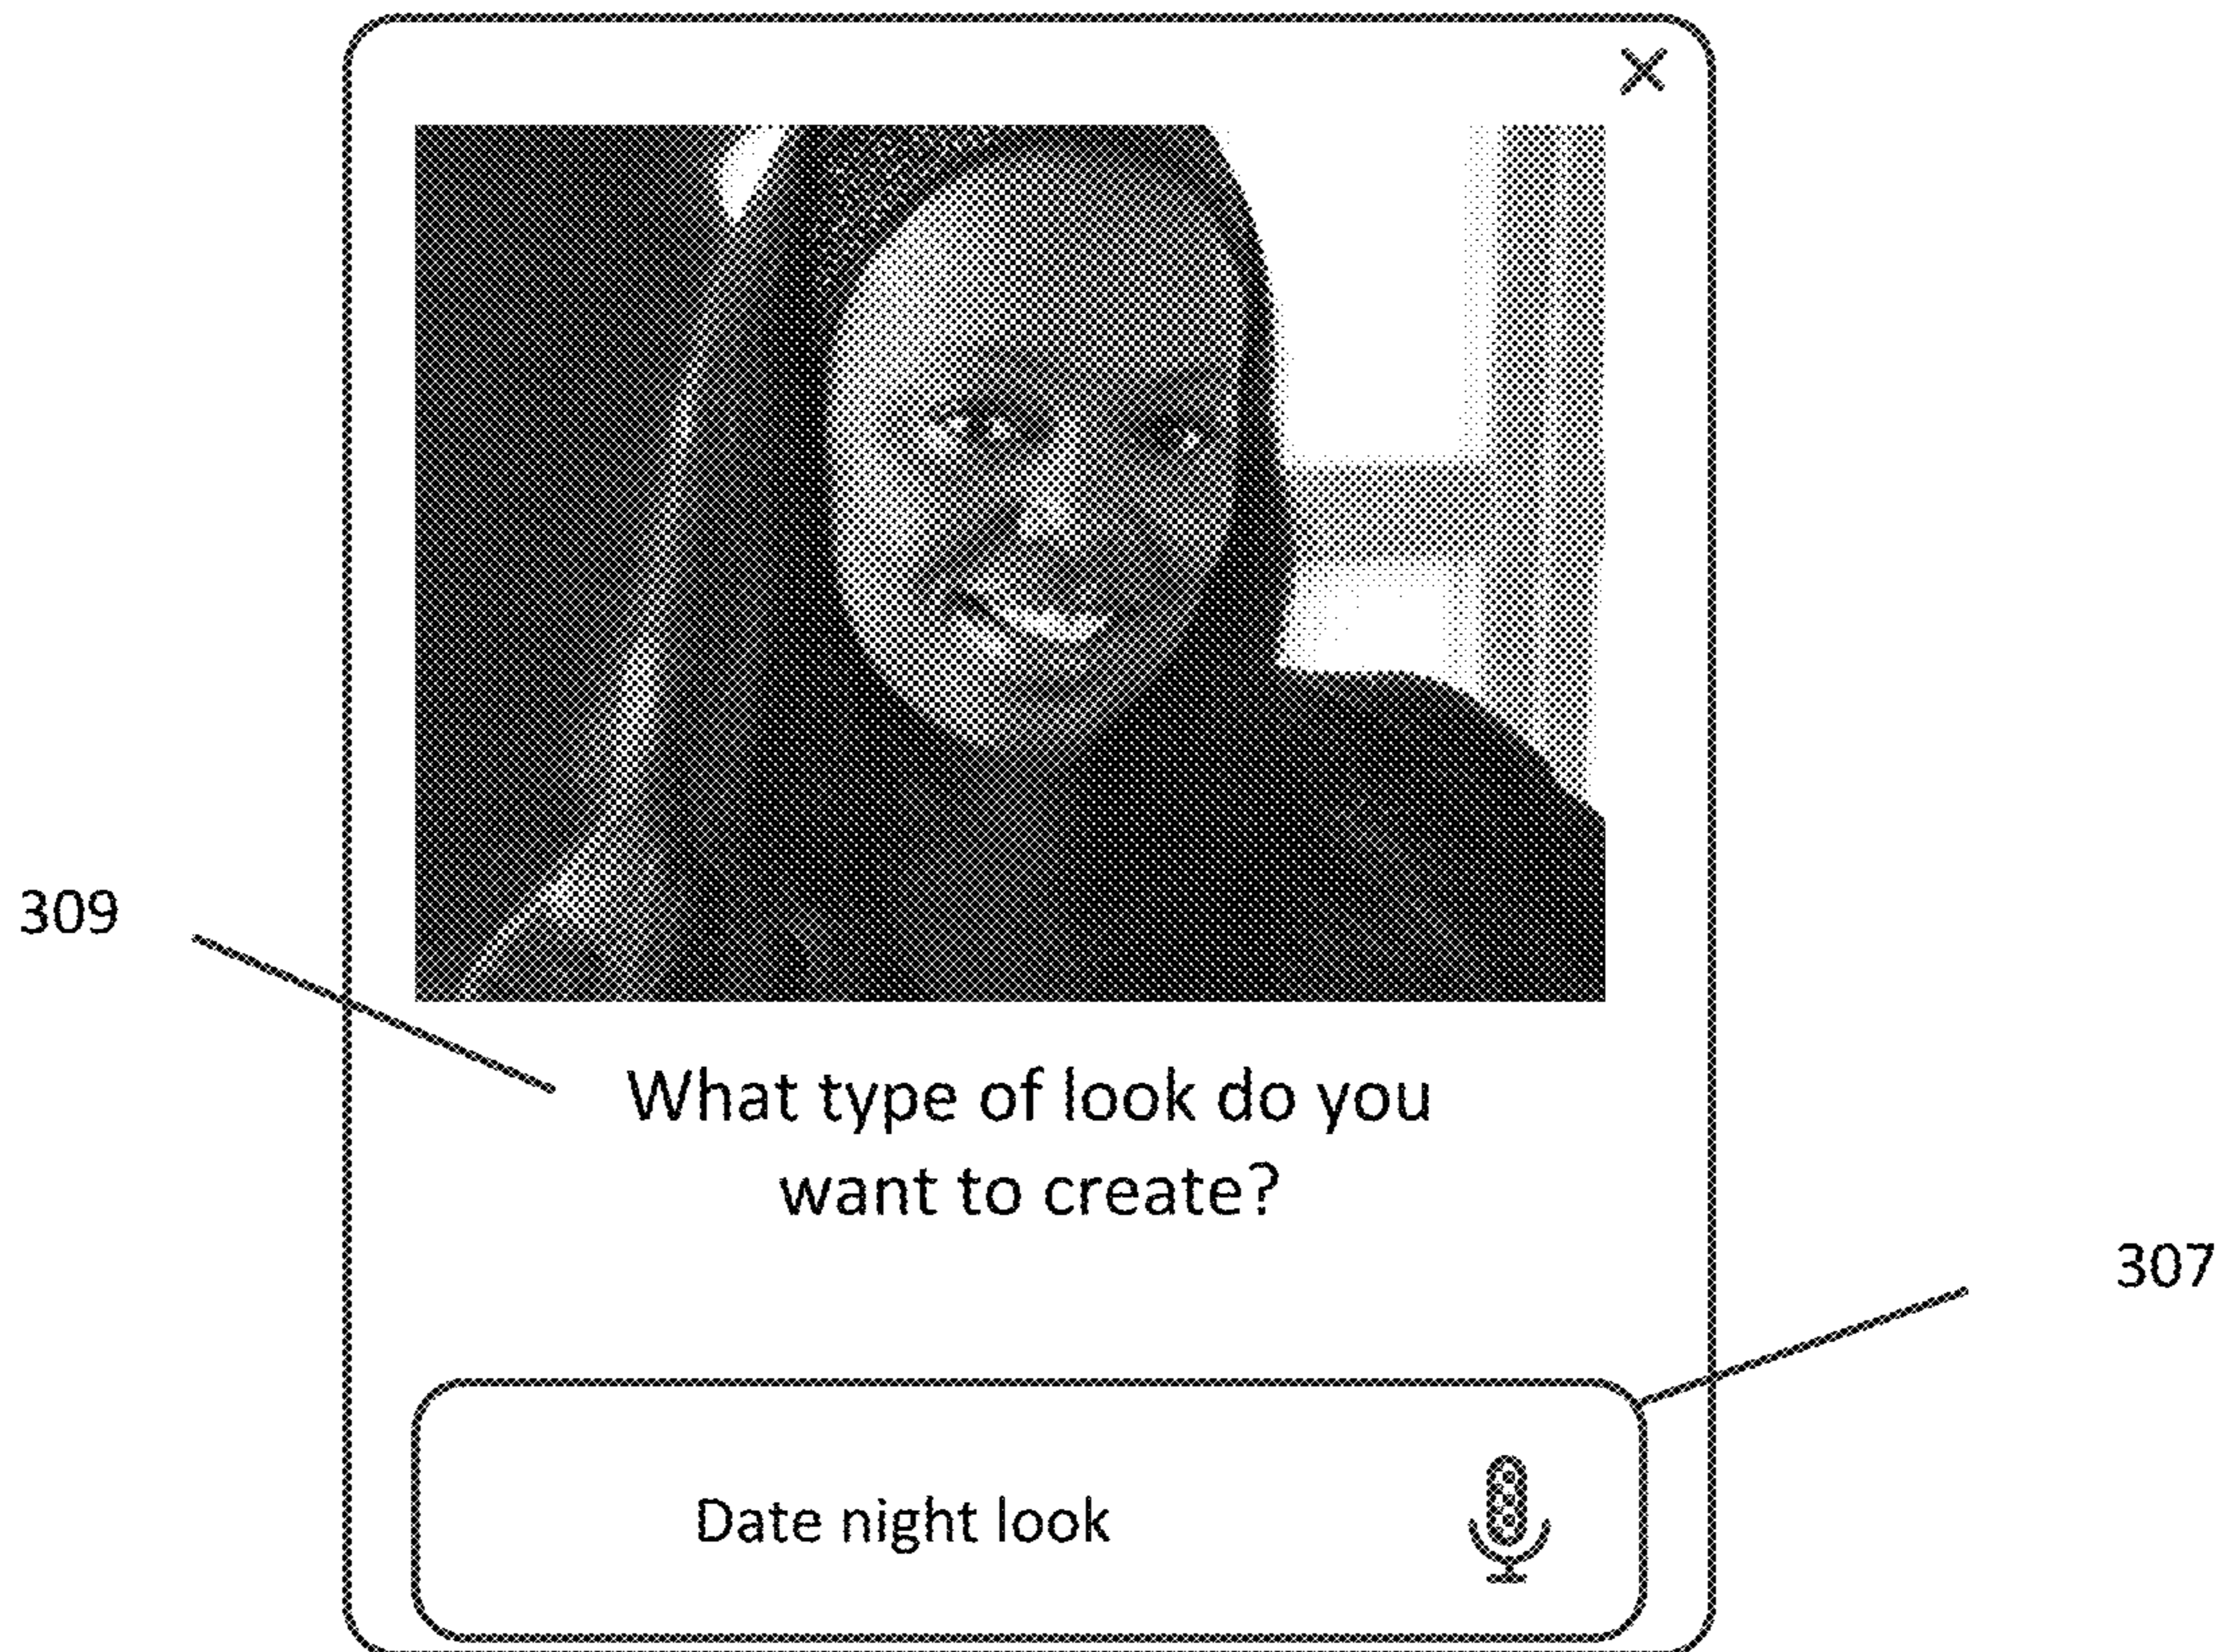 309
What type of look do you
want to create?
307
Date night look